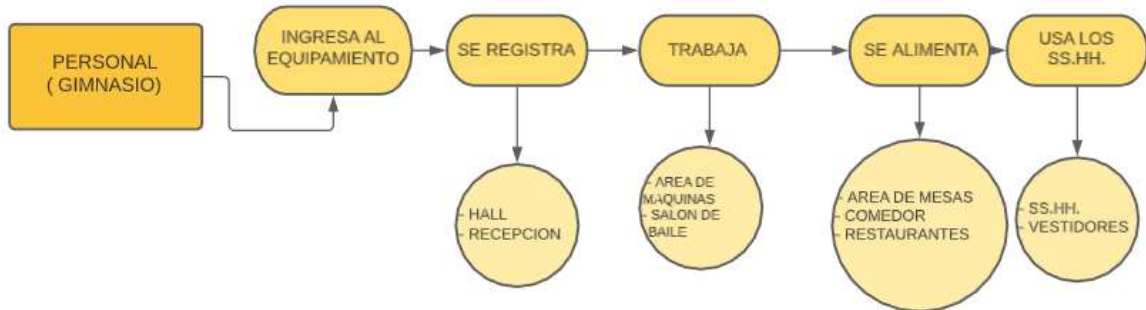 PERSONAL
( GIMNASIO)
INGRESA AL
EQUIPAMIENTO
SE REGISTRA
TRABAJA
SE ALIMENTA
USA LOS
SS.HH.
- HALL
- RECEPCION
- AREA DE
MAQUINAS
- SALON DE
BAILE
- AREA DE MESAS
- COMEDOR
- RESTAURANTES
- SS.HH.
- VESTIDORES